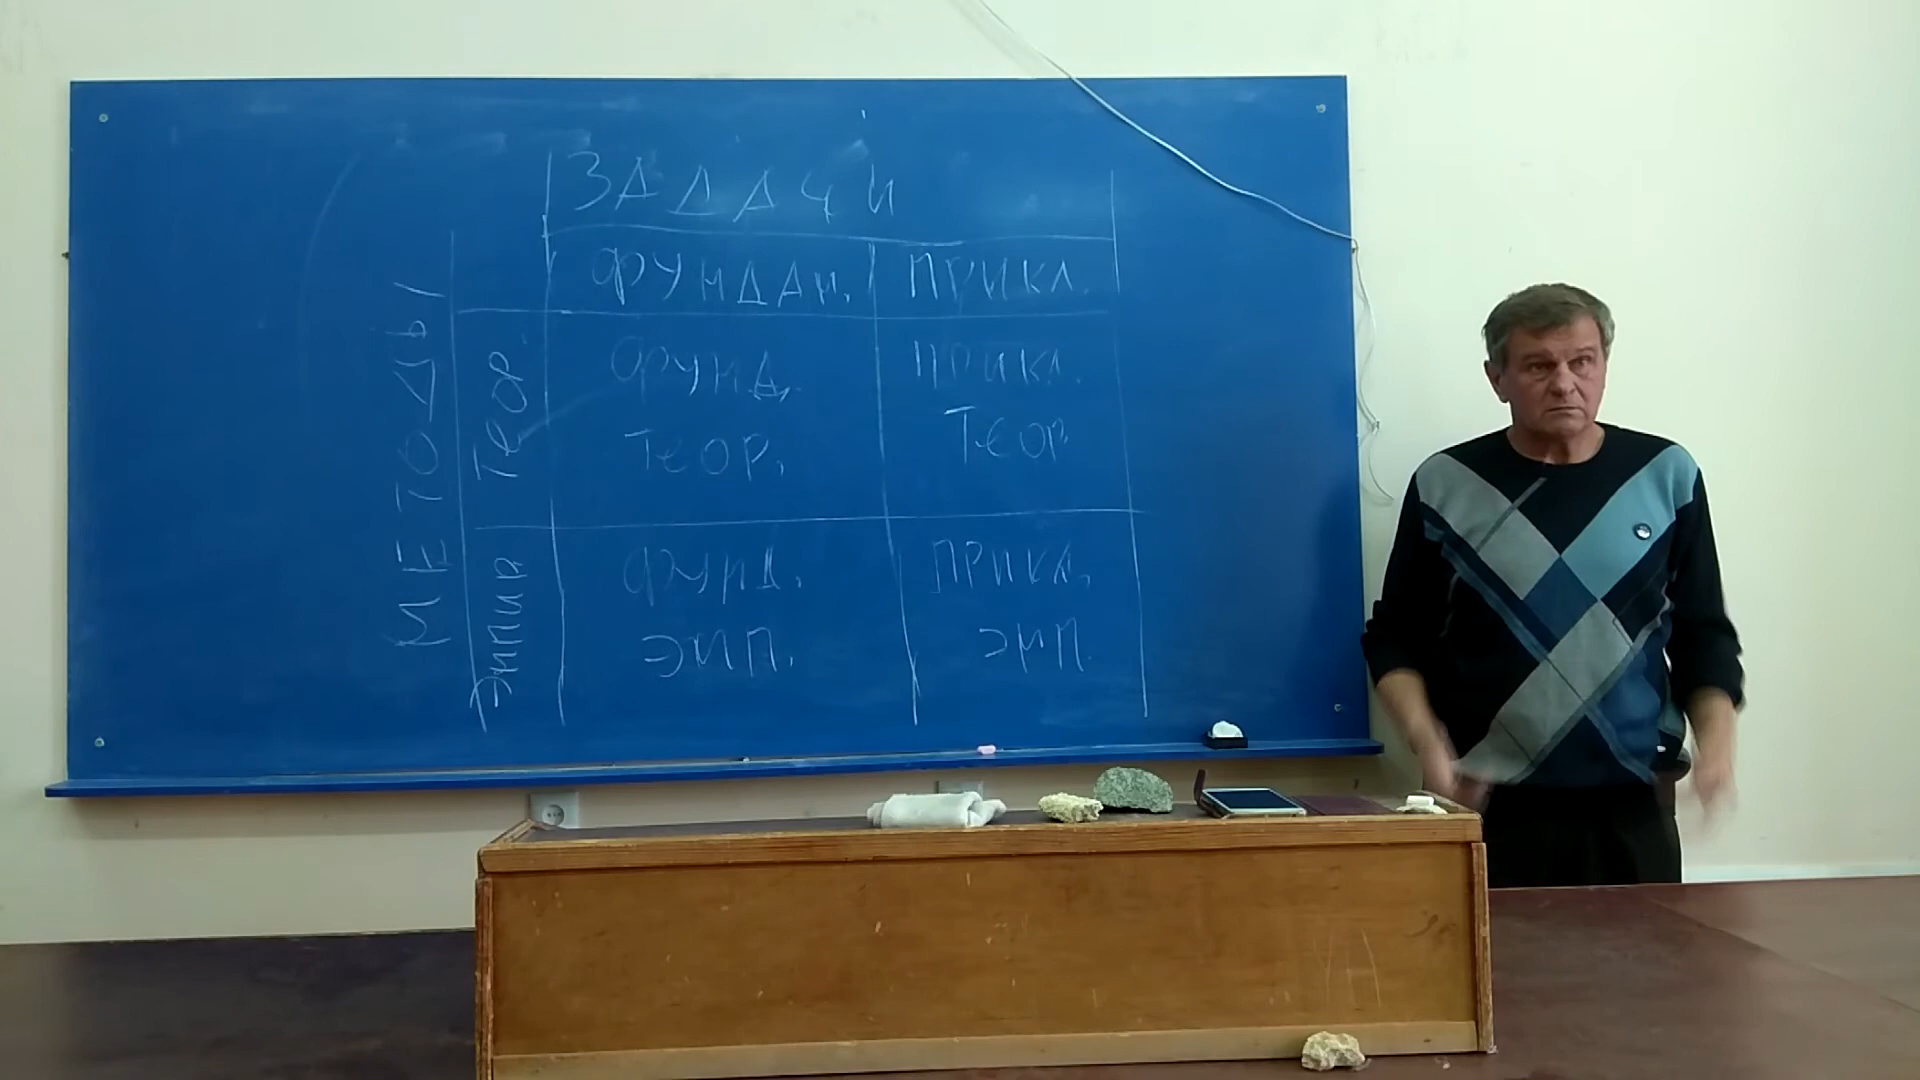 ЗАДАЧИ
ФУНДАМ. ПРИКЛ.
МЕТОДЫ
ТЕОР.
ФУНД.
ТЕОР.
ПРИКЛ.
ТЕОР
ЭМПИР
ФУНД.
ЭМП.
ПРИКЛ.
ЭМП.